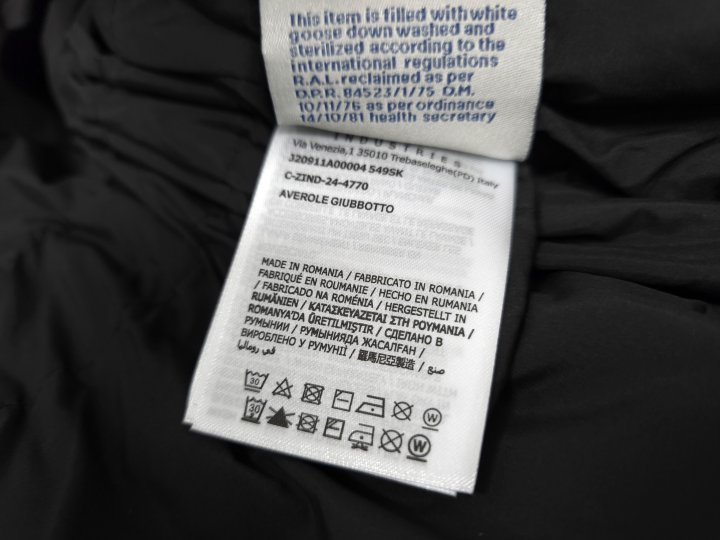 This item is filled with white
goose down washed and
sterilized according to the
international regulations
R.A.L. reclaimed as per
D.P.R. 84523/1/75 D.M.
10/11/76 as per ordinance
14/10/81 health secretary
INDUSTRIES
Via Venezia,1 35010 Trebaseleghe(PD) Italy
J20911A00004 549SK
C-ZIND-24-4770
AVEROLE GIUBBOTTO
MADE IN ROMANIA / FABBRICATO IN ROMANIA /
FABRIQUÉ EN ROUMANIE / HECHO EN RUMANIA
/ FABRICADO NA ROMÉNIA / HERGESTELLT IN
RUMÄNIEN / ΚΑΤΑΣΚΕΥΑΖΕΤΑΙ ΣΤΗ ΡΟΥΜΑΝΙΑ /
ROMANYA'DA ÜRETILMIŞTIR / СДЕЛАНО В
РУМЫНИИ / РУМЫНИЯДА ЖАСАЛҒАН /
ВИРОБЛЕНО У РУМУНІЇ / 羅馬尼亞製造 / صنع
في رومانيا
30 W
30 W